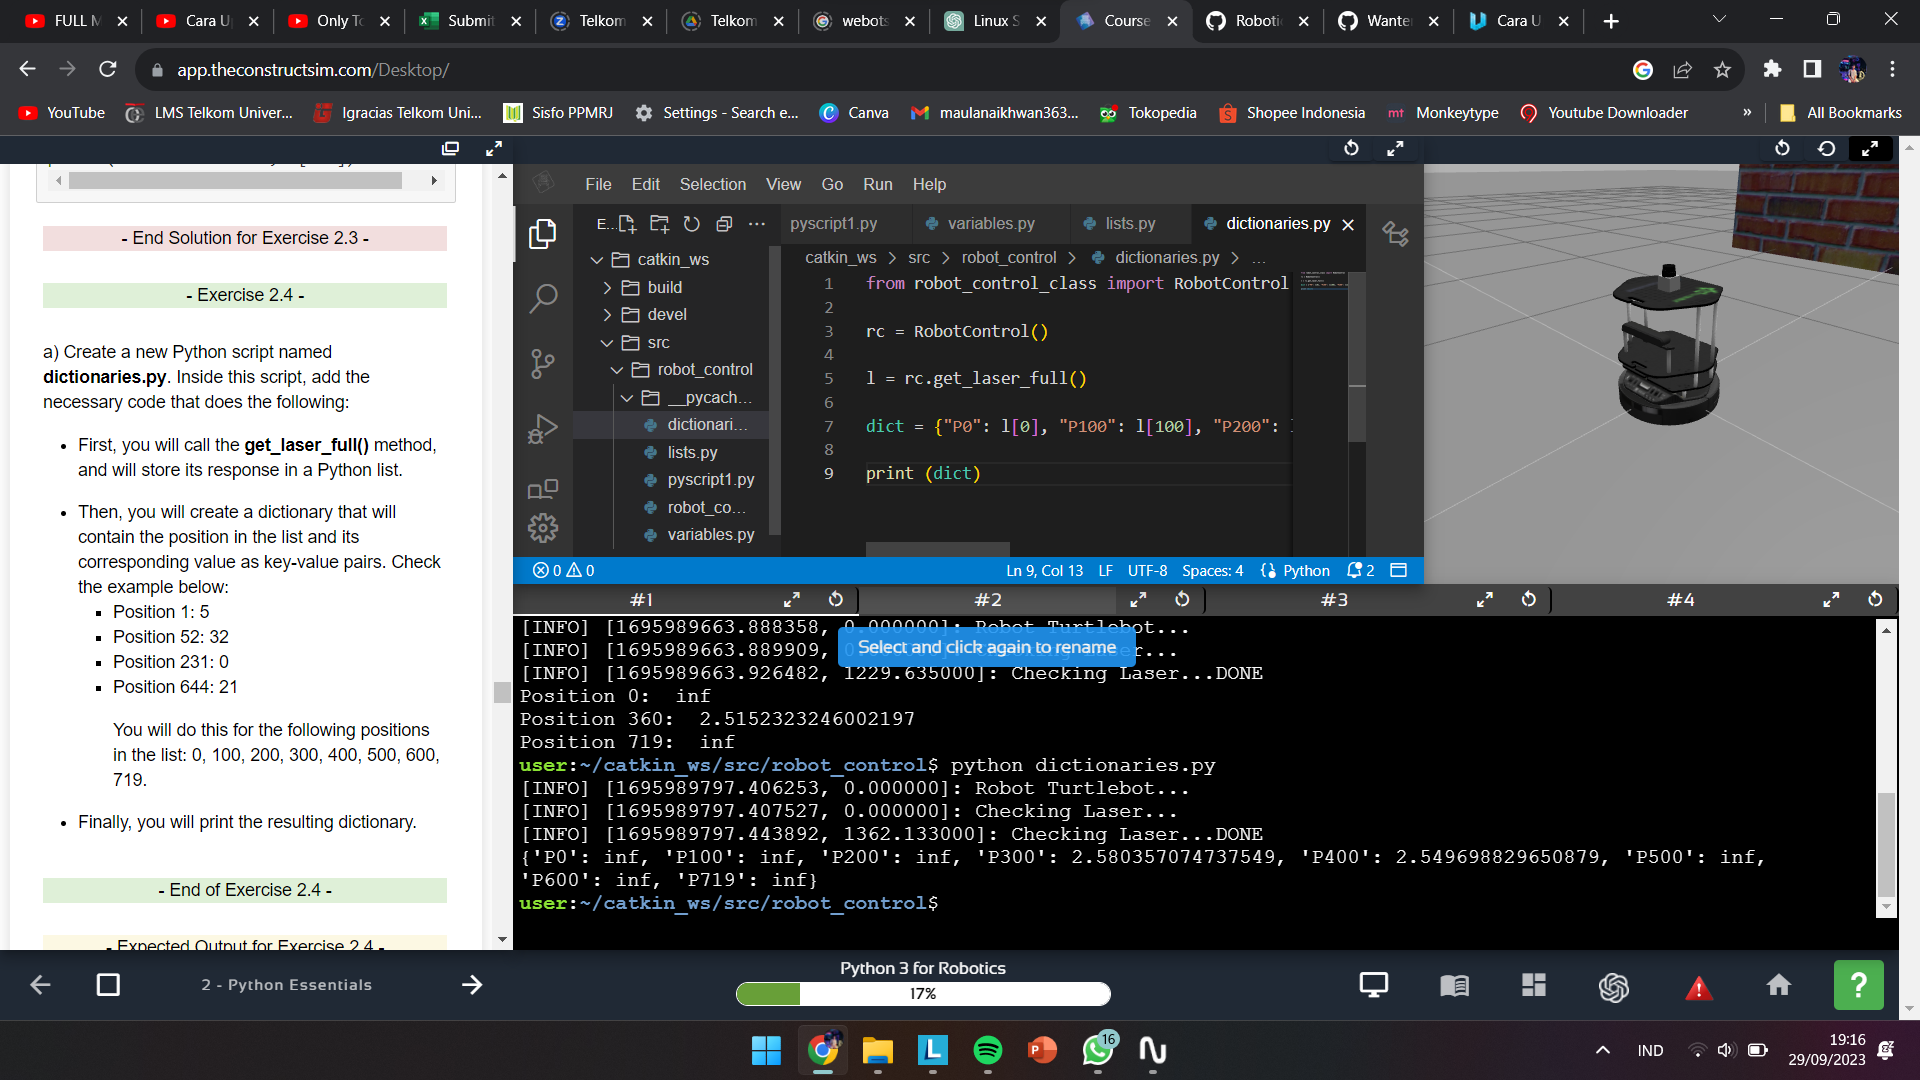 FULL M
Cara U
Only To
Submit
Telkom
Telkom
webots
Linux S
Course
Roboti
Wante
Cara U
app.theconstructsim.com/Desktop/
YouTube
LMS Telkom Univer...
Igracias Telkom Uni...
Sisfo PPMRJ
Settings - Search e...
Canva
maulanaikhwan363...
Tokopedia
Shopee Indonesia
mt Monkeytype
Youtube Downloader
»
All Bookmarks
- End Solution for Exercise 2.3 -
- Exercise 2.4 -
a) Create a new Python script named
dictionaries.py. Inside this script, add the
necessary code that does the following:
• First, you will call the get_laser_full() method,
and will store its response in a Python list.
• Then, you will create a dictionary that will
contain the position in the list and its
corresponding value as key-value pairs. Check
the example below:
▪ Position 1: 5
▪ Position 52: 32
▪ Position 231: 0
▪ Position 644: 21
You will do this for the following positions
in the list: 0, 100, 200, 300, 400, 500, 600,
719.
• Finally, you will print the resulting dictionary.
- End of Exercise 2.4 -
- Expected Output for Exercise 2.4 -
File Edit Selection View Go Run Help
E...
catkin_ws
build
devel
src
robot_control
__pycach...
dictionari...
lists.py
pyscript1.py
robot_co...
variables.py
pyscript1.py
variables.py
lists.py
dictionaries.py
catkin_ws > src > robot_control > dictionaries.py > ...
1 from robot_control_class import RobotControl
2
3 rc = RobotControl()
4
5 l = rc.get_laser_full()
6
7 dict = {"P0": l[0], "P100": l[100], "P200": l
8
9 print (dict)
0 0
Ln 9, Col 13 LF UTF-8 Spaces: 4 Python 2
#1 #2 #3 #4
[INFO] [1695989663.888358, 0.000000]: Robot Turtlebot...
Select and click again to rename
[INFO] [1695989663.889909, r...
[INFO] [1695989663.926482, 1229.635000]: Checking Laser...DONE
Position 0:  inf
Position 360:  2.5152323246002197
Position 719:  inf
user:~/catkin_ws/src/robot_control$ python dictionaries.py
[INFO] [1695989797.406253, 0.000000]: Robot Turtlebot...
[INFO] [1695989797.407527, 0.000000]: Checking Laser...
[INFO] [1695989797.443892, 1362.133000]: Checking Laser...DONE
{'P0': inf, 'P100': inf, 'P200': inf, 'P300': 2.580357074737549, 'P400': 2.549698829650879, 'P500': inf,
'P600': inf, 'P719': inf}
user:~/catkin_ws/src/robot_control$
2 - Python Essentials
Python 3 for Robotics
17%
?
16
IND
19:16
29/09/2023